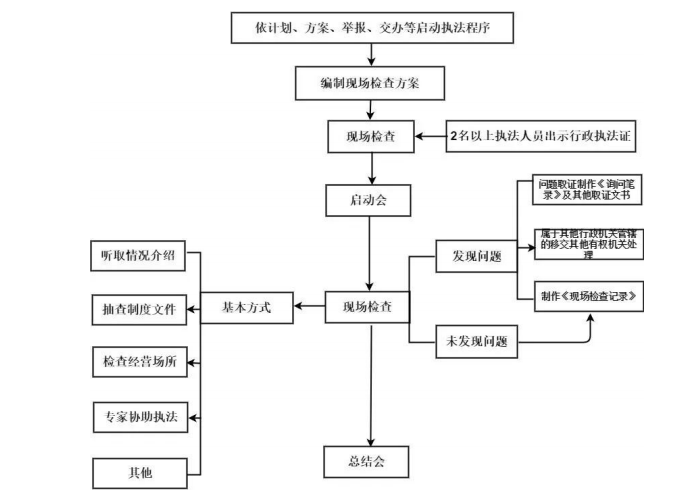 依计划、方案、举报、交办等启动执法程序
编制现场检查方案
现场检查
2名以上执法人员出示行政执法证
启动会
问题取证制作《询问笔
录》及其他取证文书
听取情况介绍
发现问题
属于其他行政机关管辖
的移交其他有权机关处
理
抽查制度文件
基本方式
现场检查
制作《现场检查记录》
未发现问题
检查经营场所
专家协助执法
其他
总结会